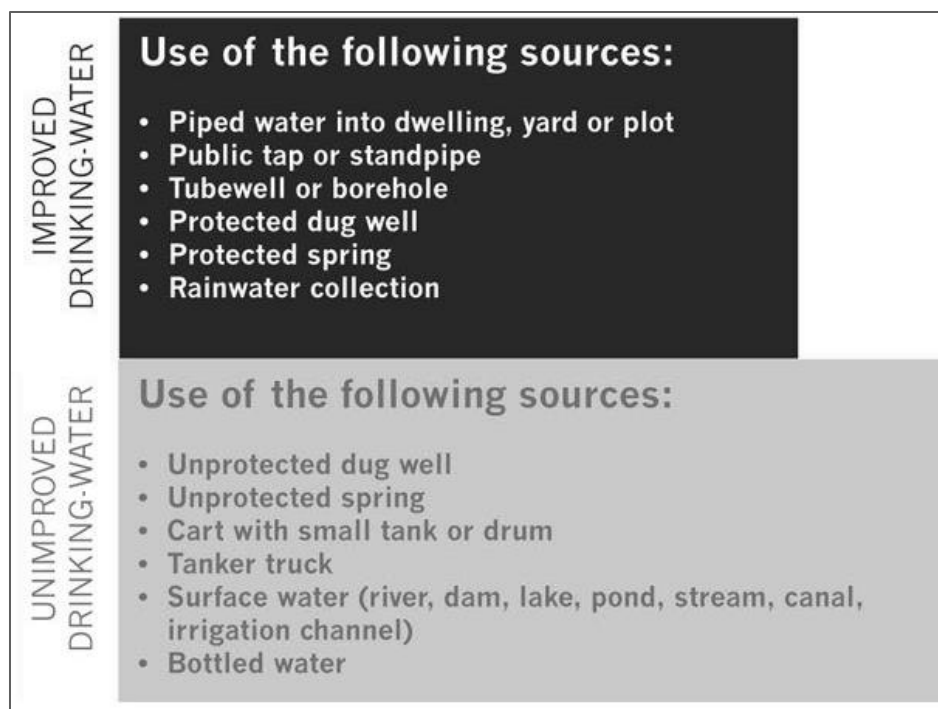 IMPROVED
DRINKING-WATER
Use of the following sources:
• Piped water into dwelling, yard or plot
• Public tap or standpipe
• Tubewell or borehole
• Protected dug well
• Protected spring
• Rainwater collection
UNIMPROVED
DRINKING-WATER
Use of the following sources:
• Unprotected dug well
• Unprotected spring
• Cart with small tank or drum
• Tanker truck
• Surface water (river, dam, lake, pond, stream, canal,
irrigation channel)
• Bottled water